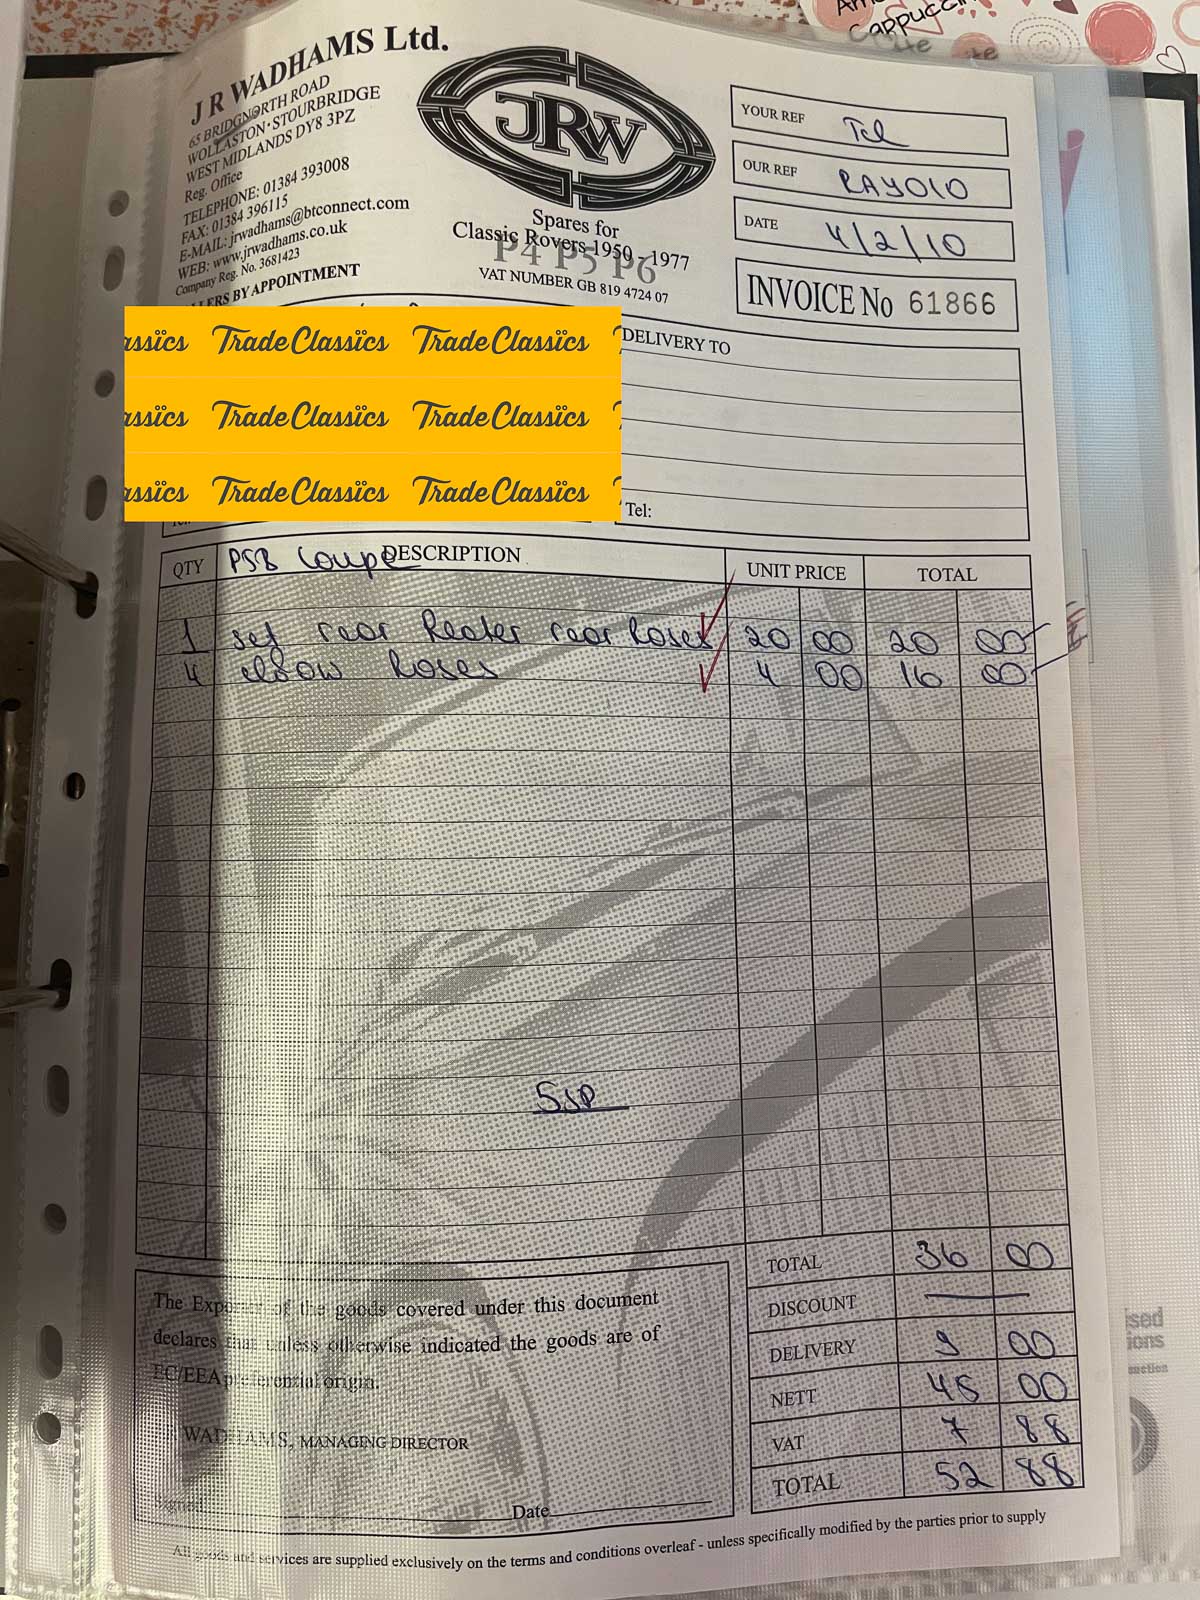 J R WADHAMS Ltd.
65 BRIDGNORTH ROAD
WOLLASTON · STOURBRIDGE
WEST MIDLANDS DY8 3PZ
Reg. Office
TELEPHONE: 01384 393008
FAX: 01384 396115
E-MAIL: jrwadhams@btconnect.com
WEB: www.jrwadhams.co.uk
Company Reg. No. 3681423
BY APPOINTMENT
JRW
Spares for
Classic Rovers 1950 - 1977
P4 P5 P6
VAT NUMBER GB 819 4724 07
Cappuccin
YOUR REF Tel
OUR REF RAY010
DATE 4/2/10
INVOICE No 61866
TradeClassics TradeClassics
TradeClassics TradeClassics
TradeClassics TradeClassics
DELIVERY TO
Tel:
QTY P5B Coupe DESCRIPTION UNIT PRICE TOTAL
1 set rear heater rear hoses 20 00 20 00
4 elbow hoses 4 00 16 00
TOTAL 36 00
DISCOUNT —
DELIVERY 9 00
NETT 45 00
VAT 7 88
TOTAL 52 88
The Exporter of the goods covered under this document
declares that unless otherwise indicated the goods are of
EC/EEA preferential origin.
WADHAMS, MANAGING DIRECTOR
Signed Date
All goods and services are supplied exclusively on the terms and conditions overleaf - unless specifically modified by the parties prior to supply